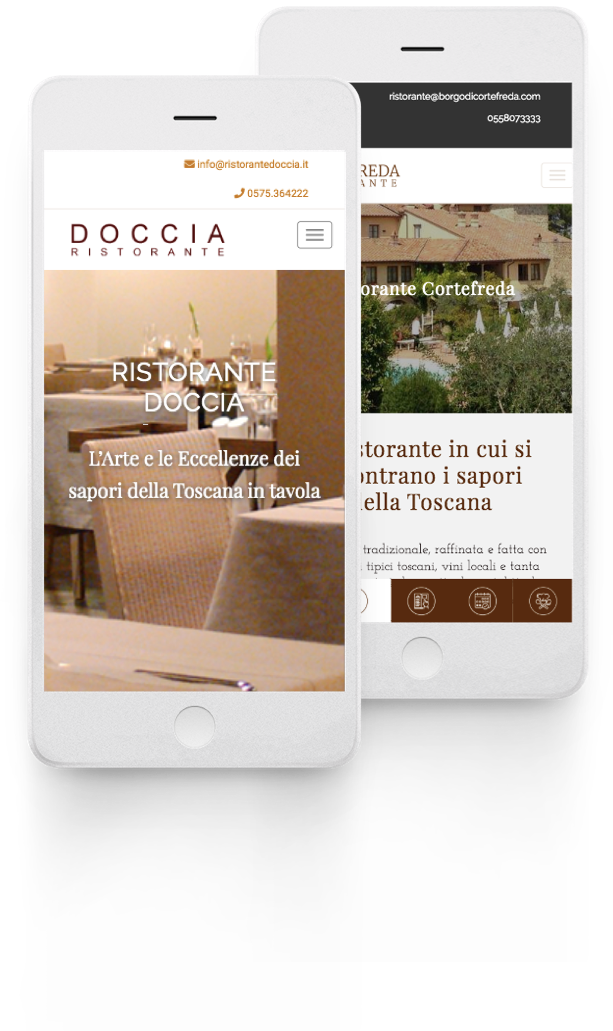 info@ristorantedoccia.it
0575.364222
DOCCIA
RISTORANTE
RISTORANTE
DOCCIA
L'Arte e le Eccellenze dei
sapori della Toscana in tavola
ristorante@borgodicortefreda.com
0558073333
REDA
ANTE
orante Cortefreda
storante in cui si
ontrano i sapori
ella Toscana
tradizionale, raffinata e fatta con
i tipici toscani, vini locali e tanta